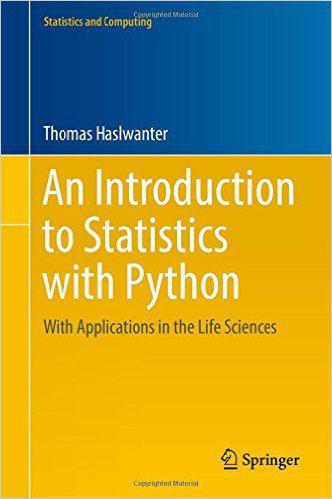 Statistics and Computing
Thomas Haslwanter
An Introduction
to Statistics
with Python
With Applications in the Life Sciences
Springer